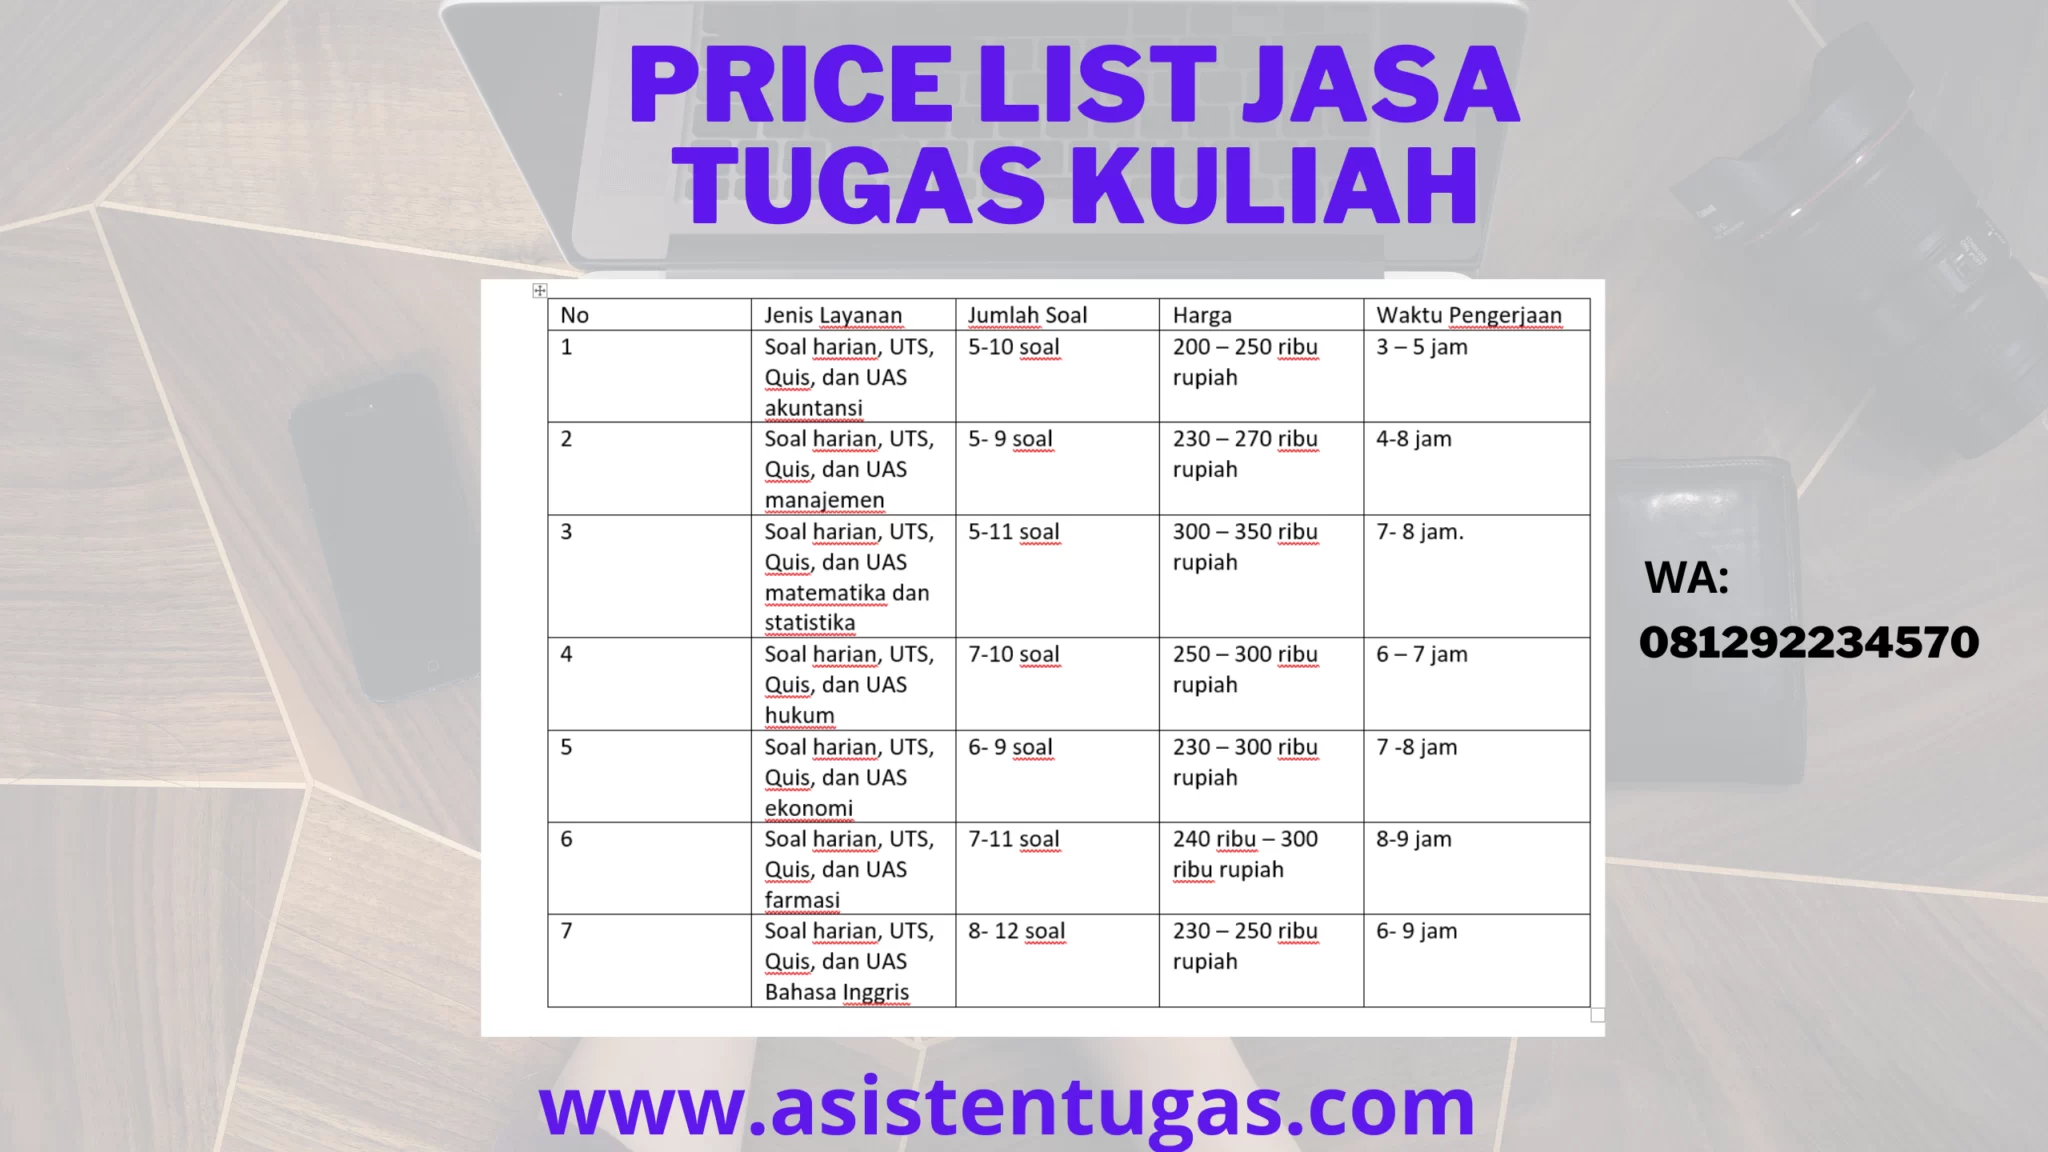 PRICE LIST JASA
TUGAS KULIAH
No
Jenis Layanan
Jumlah Soal
Harga
Waktu Pengerjaan
1
Soal harian, UTS,
Quis, dan UAS
akuntansi
5-10 soal
200 – 250 ribu
rupiah
3 – 5 jam
2
Soal harian, UTS,
Quis, dan UAS
manajemen
5- 9 soal
230 – 270 ribu
rupiah
4-8 jam
3
Soal harian, UTS,
Quis, dan UAS
matematika dan
statistika
5-11 soal
300 – 350 ribu
rupiah
7- 8 jam.
4
Soal harian, UTS,
Quis, dan UAS
hukum
7-10 soal
250 – 300 ribu
rupiah
6 – 7 jam
5
Soal harian, UTS,
Quis, dan UAS
ekonomi
6- 9 soal
230 – 300 ribu
rupiah
7 -8 jam
6
Soal harian, UTS,
Quis, dan UAS
farmasi
7-11 soal
240 ribu – 300
ribu rupiah
8-9 jam
7
Soal harian, UTS,
Quis, dan UAS
Bahasa Inggris
8- 12 soal
230 – 250 ribu
rupiah
6- 9 jam
WA:
081292234570
www.asistentugas.com